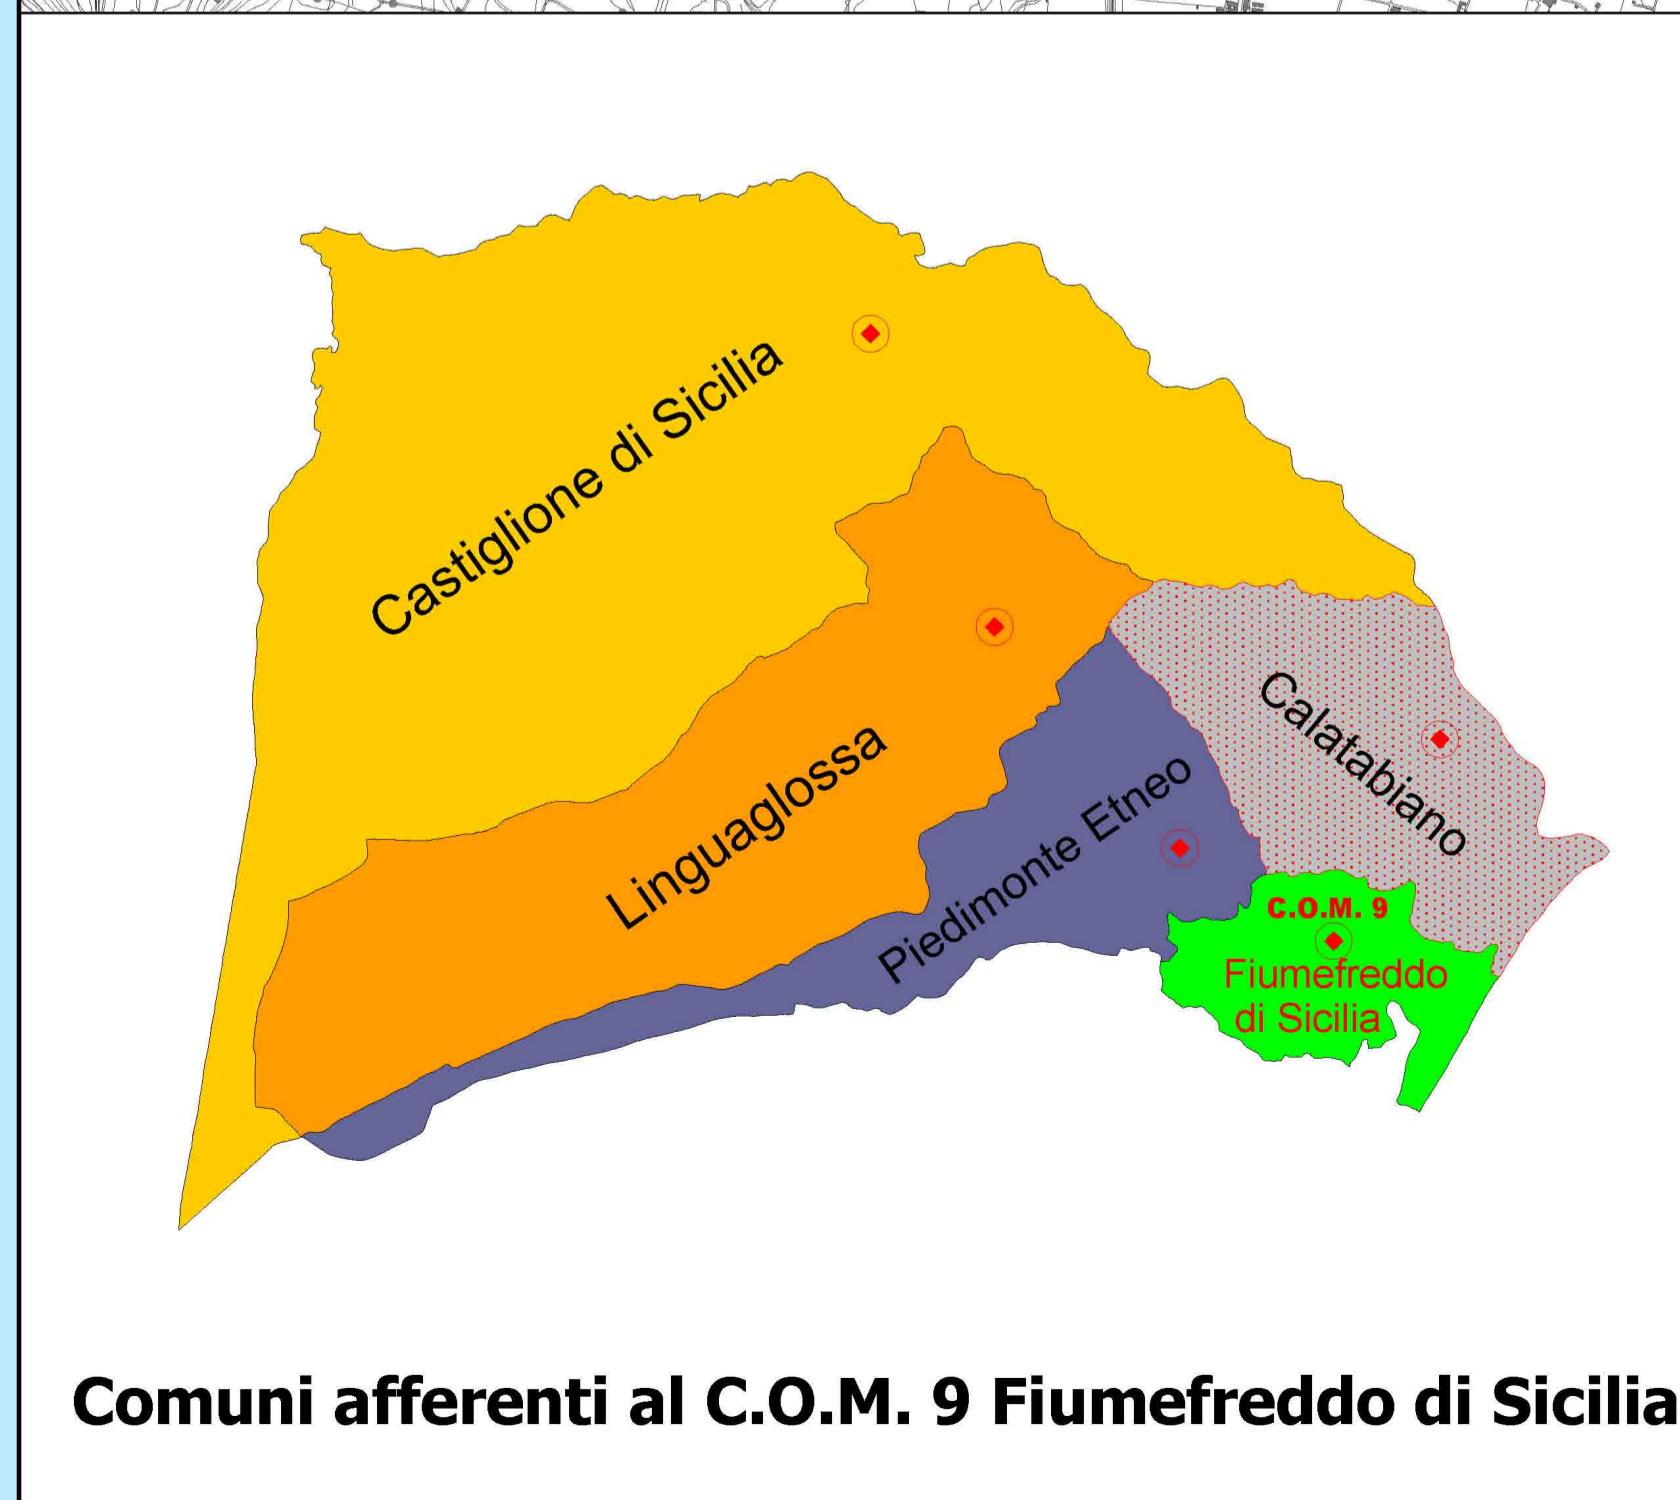 Castiglione di Sicilia
Linguaglossa
Piedimonte Etneo
Calatabiano
C.O.M. 9
Fiumefreddo
di Sicilia
Comuni afferenti al C.O.M. 9 Fiumefreddo di Sicilia